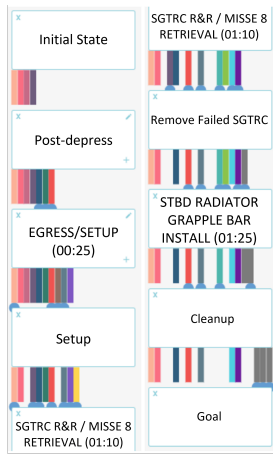 x
Initial State
x
Post-depress
+
x
EGRESS/SETUP
(00:25)
+
x
Setup
x
SGTRC R&R / MISSE 8
RETRIEVAL (01:10)
SGTRC R&R / MISSE 8
RETRIEVAL (01:10)
x
Remove Failed SGTRC
x
STBD RADIATOR
GRAPPLE BAR
INSTALL (01:25)
x
Cleanup
x
Goal